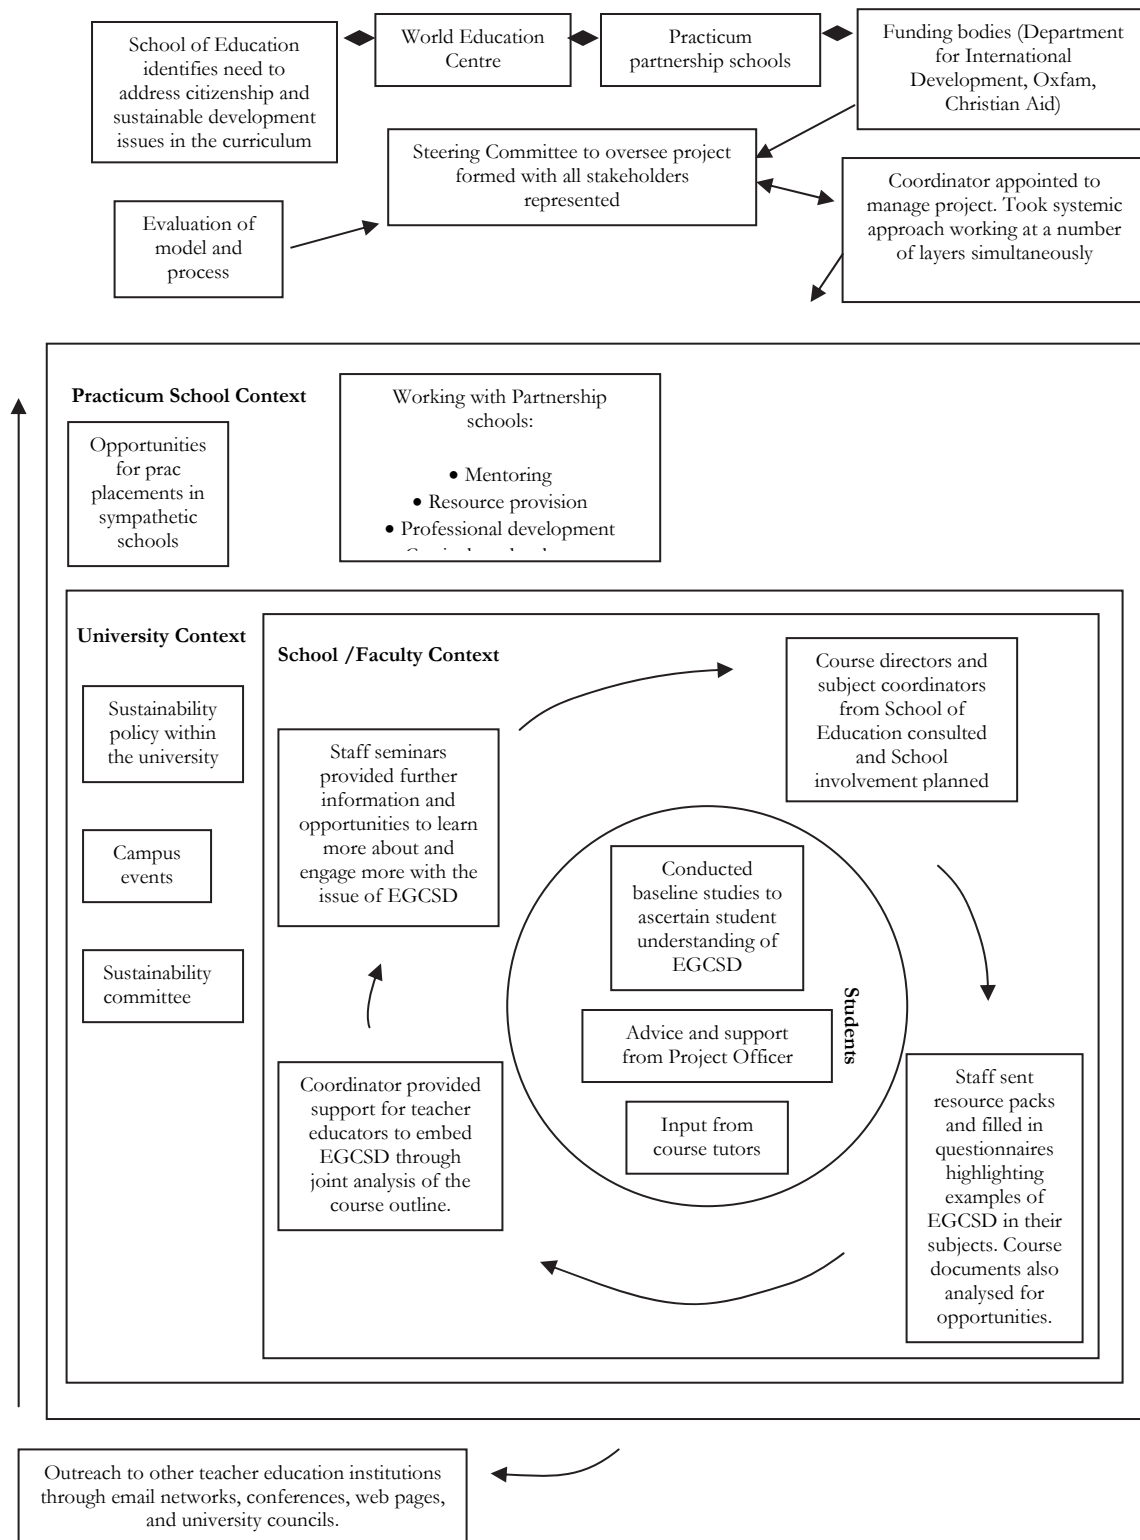 School of Education
identifies need to
address citizenship and
sustainable development
issues in the curriculum
World Education
Centre
Practicum
partnership schools
Funding bodies (Department
for International
Development, Oxfam,
Christian Aid)
Steering Committee to oversee project
formed with all stakeholders
represented
Coordinator appointed to
manage project. Took systemic
approach working at a number
of layers simultaneously
Evaluation of
model and
process
Practicum School Context
Opportunities
for prac
placements in
sympathetic
schools
Working with Partnership
schools:
• Mentoring
• Resource provision
• Professional development
University Context
Sustainability
policy within
the university
Campus
events
Sustainability
committee
School /Faculty Context
Staff seminars
provided further
information and
opportunities to learn
more about and
engage more with the
issue of EGCSD
Course directors and
subject coordinators
from School of
Education consulted
and School
involvement planned
Conducted
baseline studies to
ascertain student
understanding of
EGCSD
Advice and support
from Project Officer
Input from
course tutors
Students
Coordinator provided
support for teacher
educators to embed
EGCSD through
joint analysis of the
course outline.
Staff sent
resource packs
and filled in
questionnaires
highlighting
examples of
EGCSD in their
subjects. Course
documents also
analysed for
opportunities.
Outreach to other teacher education institutions
through email networks, conferences, web pages,
and university councils.